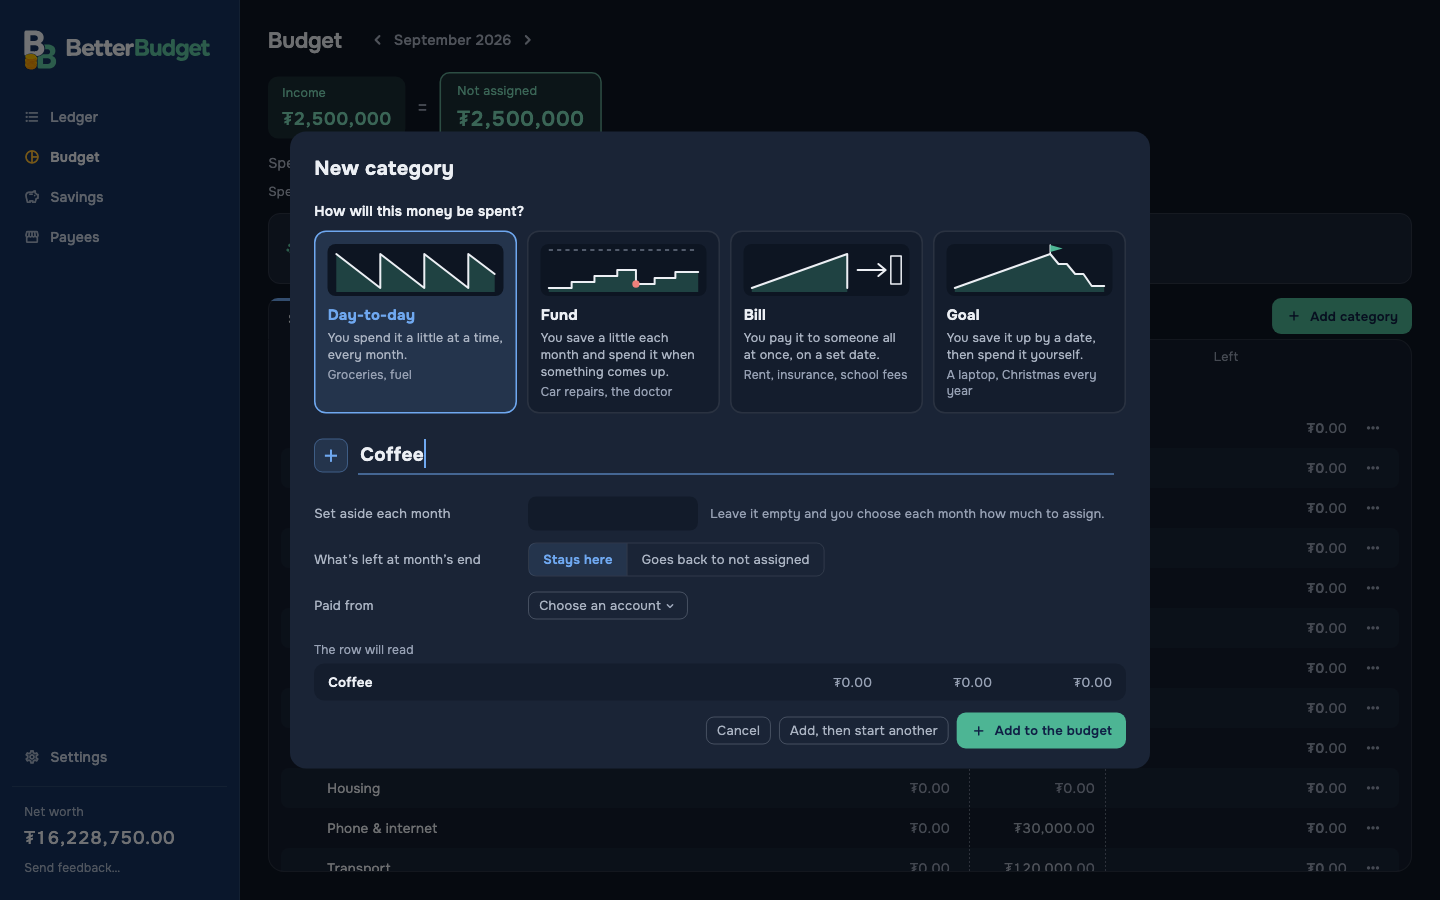 BetterBudget
Ledger
Budget
Savings
Payees
Settings
Net worth
₮16,228,750.00
Send feedback...
Budget
September 2026
Income
₮2,500,000
=
Not assigned
₮2,500,000
Spe
Spe
Add category
Left
₮0.00
₮0.00
₮0.00
₮0.00
₮0.00
₮0.00
₮0.00
₮0.00
₮0.00
Housing ₮0.00 ₮0.00 ₮0.00
Phone & internet ₮0.00 ₮30,000.00 ₮0.00
Transport ₮0.00 ₮120,000.00 ₮0.00
New category
How will this money be spent?
Day-to-day
You spend it a little at a time,
every month.
Groceries, fuel
Fund
You save a little each
month and spend it when
something comes up.
Car repairs, the doctor
Bill
You pay it to someone all
at once, on a set date.
Rent, insurance, school fees
Goal
You save it up by a date,
then spend it yourself.
A laptop, Christmas every
year
Coffee
Set aside each month
Leave it empty and you choose each month how much to assign.
What's left at month's end
Stays here
Goes back to not assigned
Paid from
Choose an account
The row will read
Coffee ₮0.00 ₮0.00 ₮0.00
Cancel
Add, then start another
Add to the budget